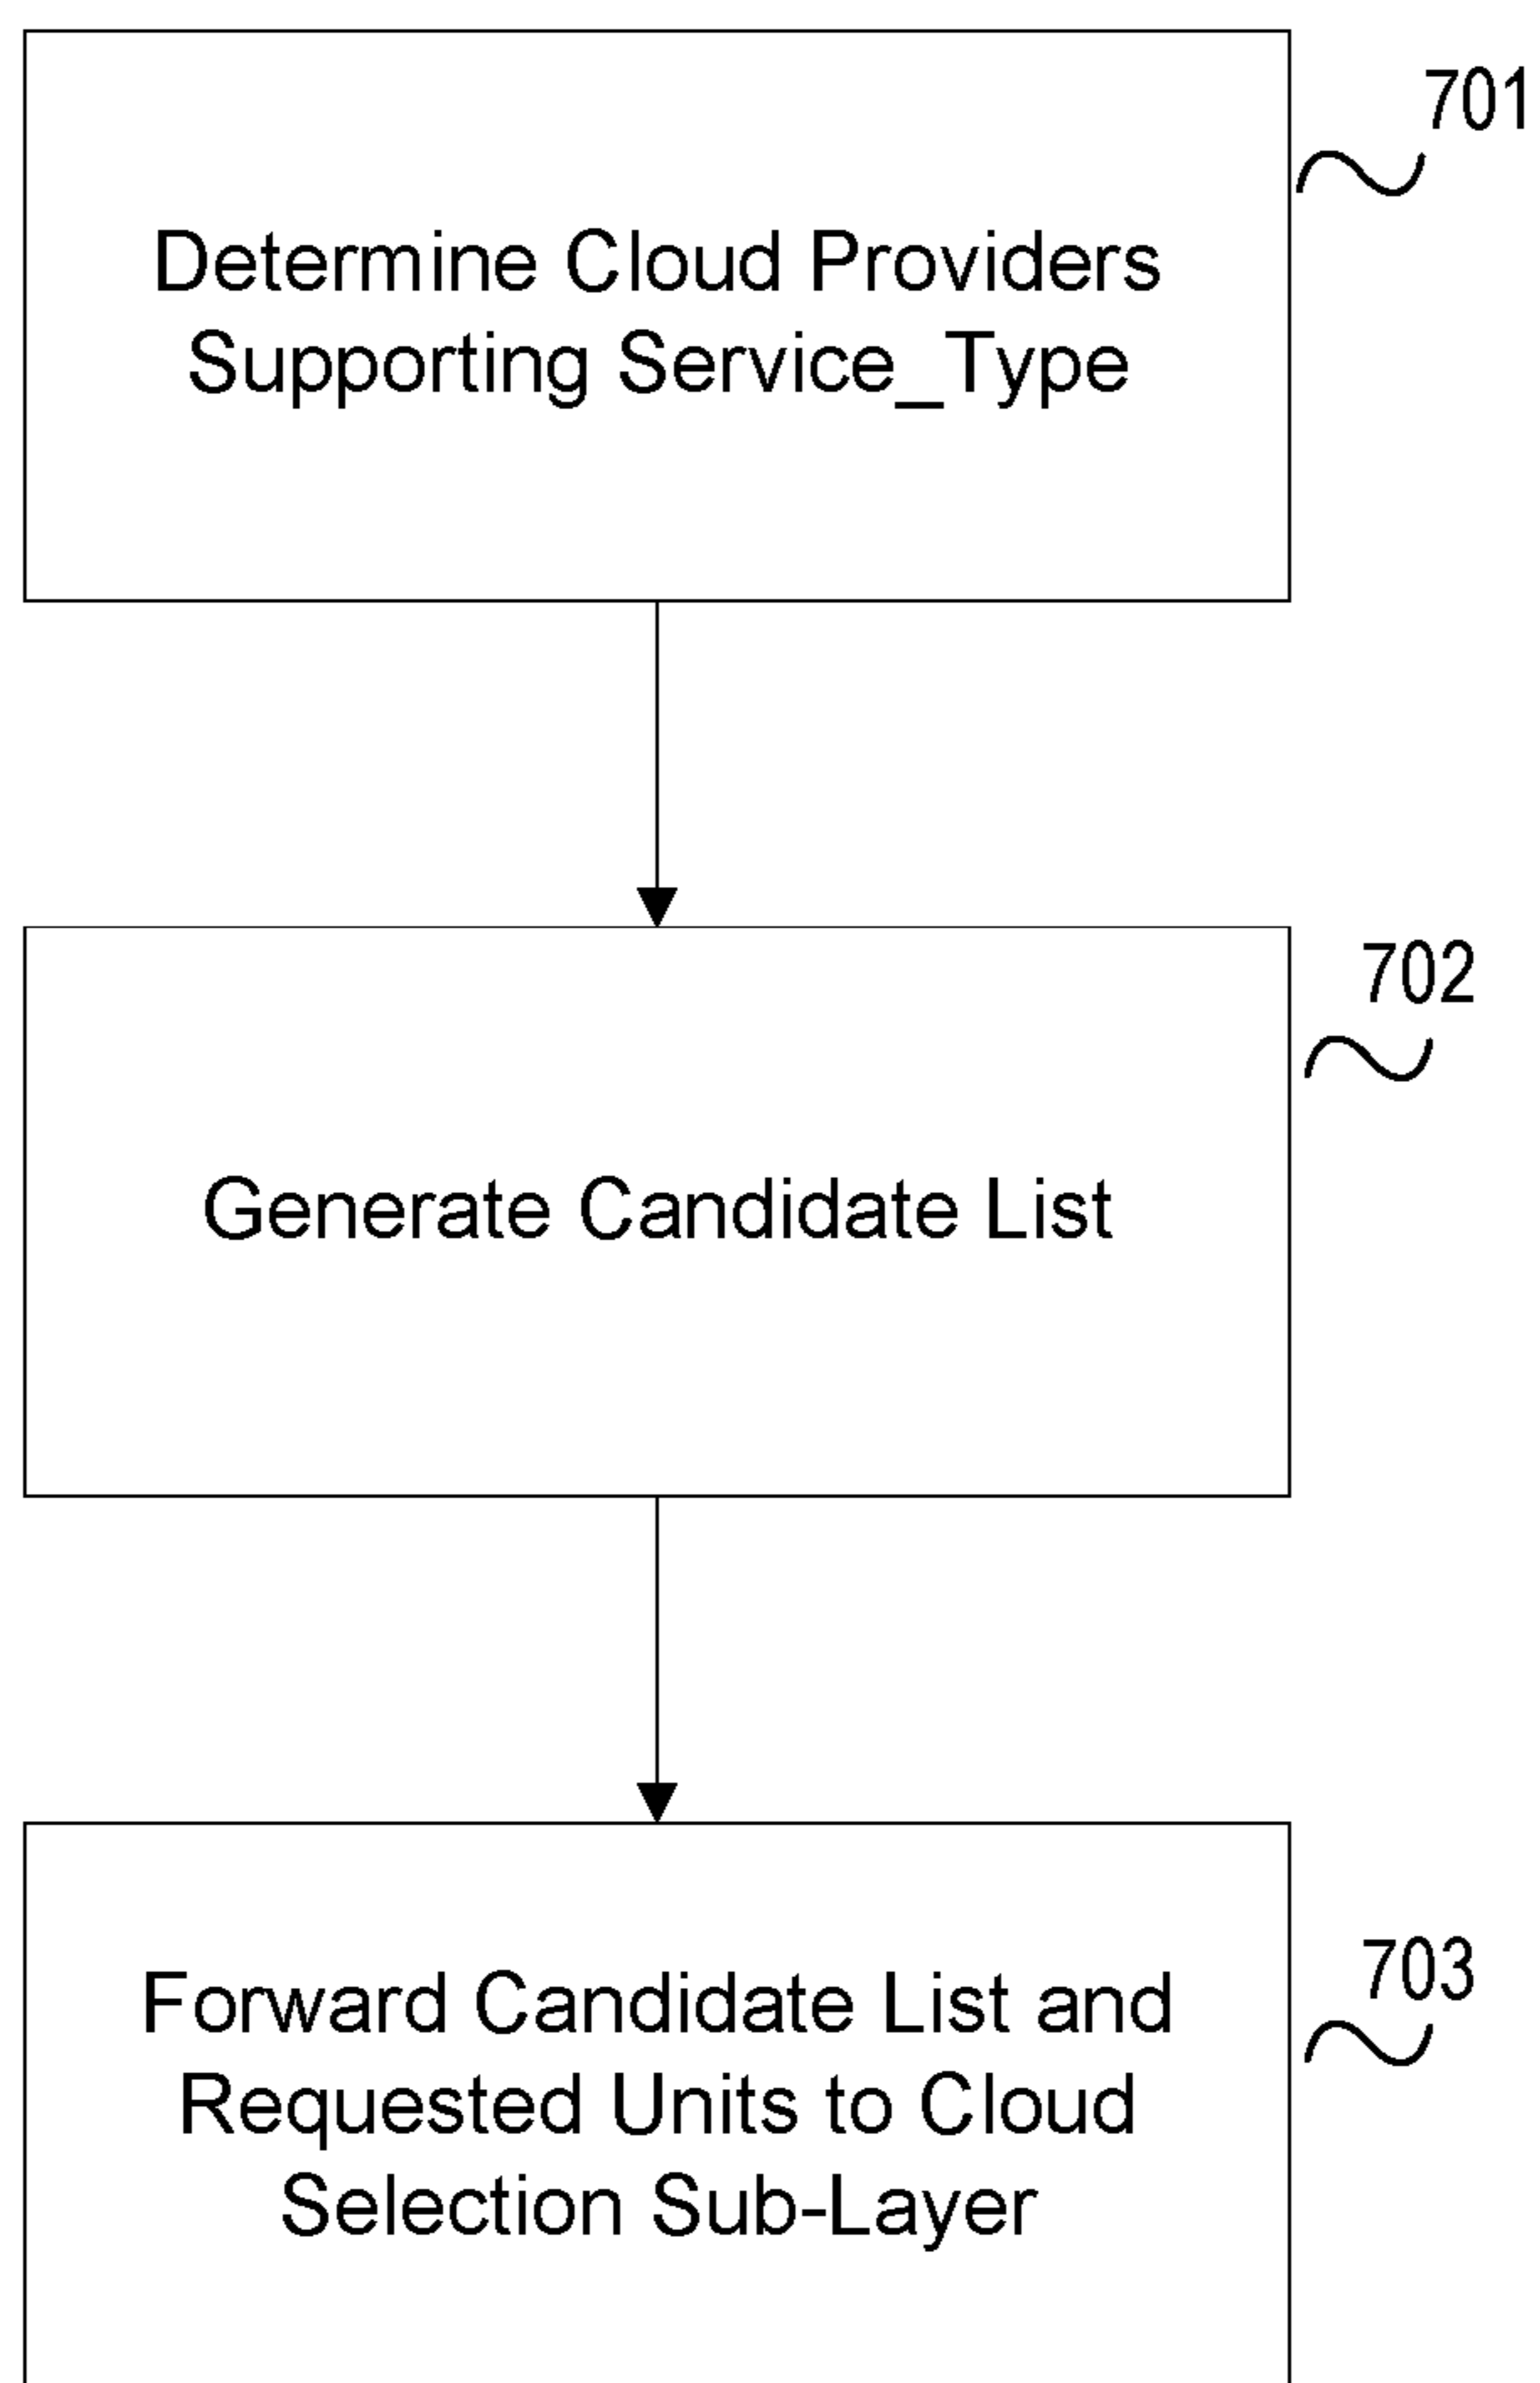 701
Determine Cloud Providers
Supporting Service_Type
702
Generate Candidate List
703
Forward Candidate List and
Requested Units to Cloud
Selection Sub-Layer